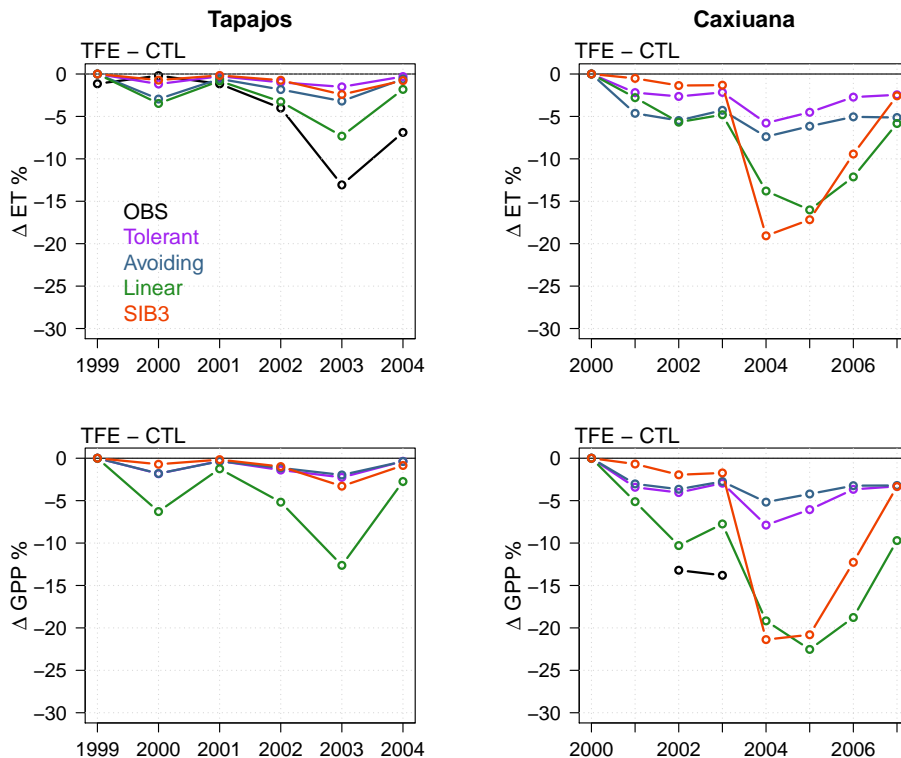 Tapajos
Caxiuana
TFE − CTL
0
−5
−10
−15
−20
−25
−30
Δ ET %
OBS
Tolerant
Avoiding
Linear
SIB3
1999 2000 2001 2002 2003 2004
TFE − CTL
0
−5
−10
−15
−20
−25
−30
Δ ET %
2000 2002 2004 2006
TFE − CTL
0
−5
−10
−15
−20
−25
−30
Δ GPP %
1999 2000 2001 2002 2003 2004
TFE − CTL
0
−5
−10
−15
−20
−25
−30
Δ GPP %
2000 2002 2004 2006